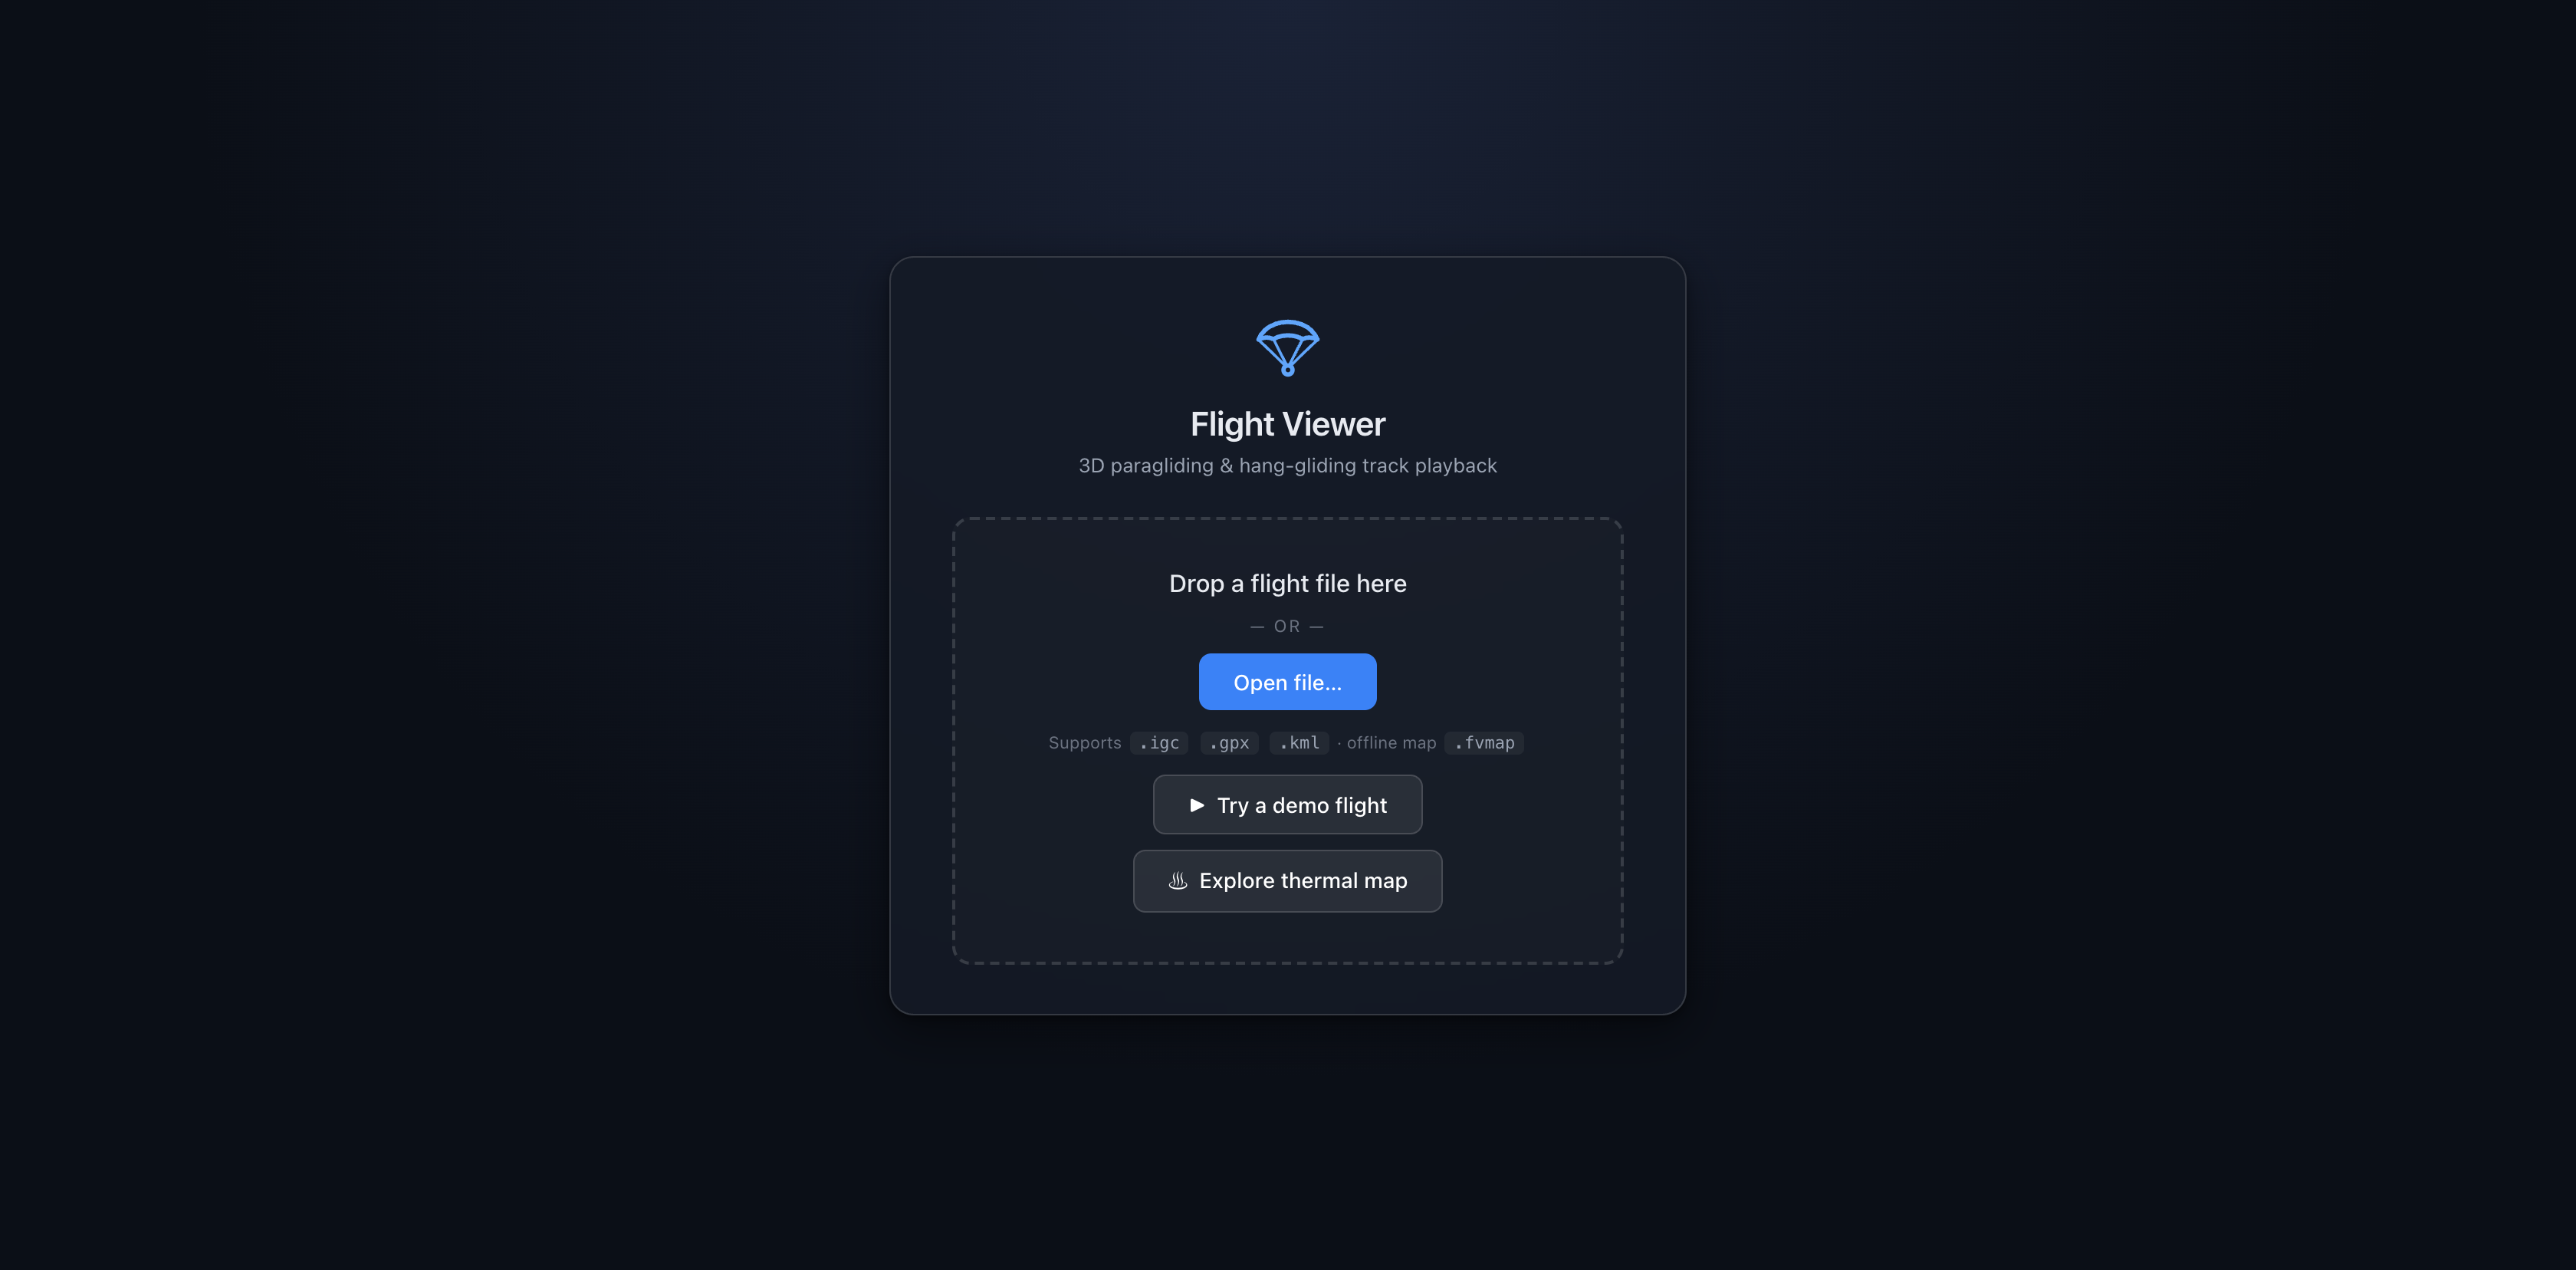 Flight Viewer
3D paragliding & hang-gliding track playback
Drop a flight file here
— OR —
Open file...
Supports .igc .gpx .kml · offline map .fvmap
▶ Try a demo flight
♨ Explore thermal map